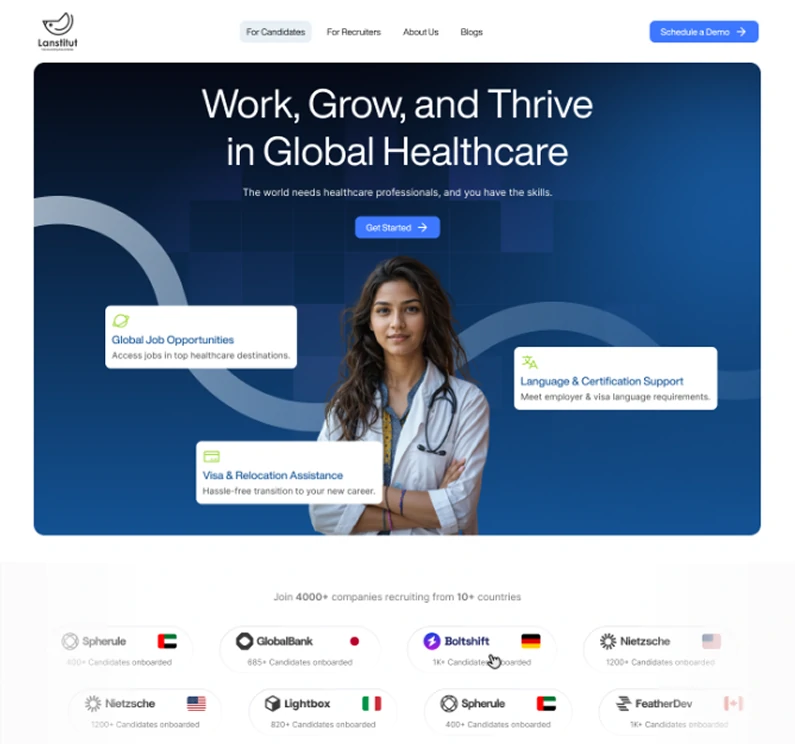 Lanstitut
For Candidates
For Recruiters
About Us
Blogs
Schedule a Demo
Work, Grow, and Thrive
in Global Healthcare
The world needs healthcare professionals, and you have the skills.
Get Started
Global Job Opportunities
Access jobs in top healthcare destinations.
Language & Certification Support
Meet employer & visa language requirements.
Visa & Relocation Assistance
Hassle-free transition to your new career.
Join 4000+ companies recruiting from 10+ countries
Spherule
400+ Candidates onboarded
GlobalBank
685+ Candidates onboarded
Boltshift
1K+ Candidates onboarded
Nietzsche
1200+ Candidates onboarded
Nietzsche
1200+ Candidates onboarded
Lightbox
820+ Candidates onboarded
Spherule
400+ Candidates onboarded
FeatherDev
1K+ Candidates onboarded